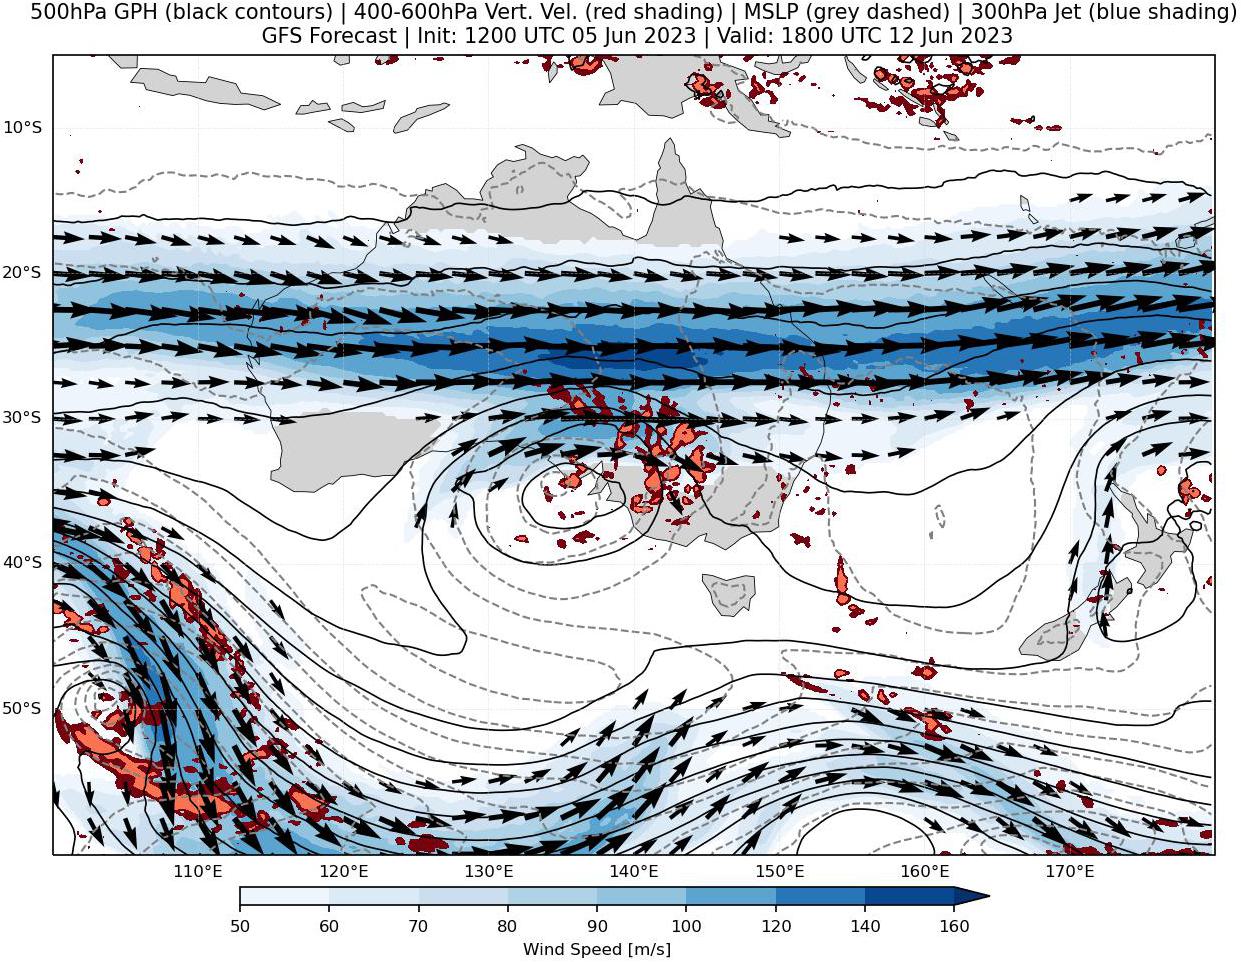 500hPa GPH (black contours) | 400-600hPa Vert. Vel. (red shading) | MSLP (grey dashed) | 300hPa Jet (blue shading)
GFS Forecast | Init: 1200 UTC 05 Jun 2023 | Valid: 1800 UTC 12 Jun 2023
10°S
20°S
30°S
40°S
50°S
110°E 120°E 130°E 140°E 150°E 160°E 170°E
50 60 70 80 90 100 120 140 160
Wind Speed [m/s]